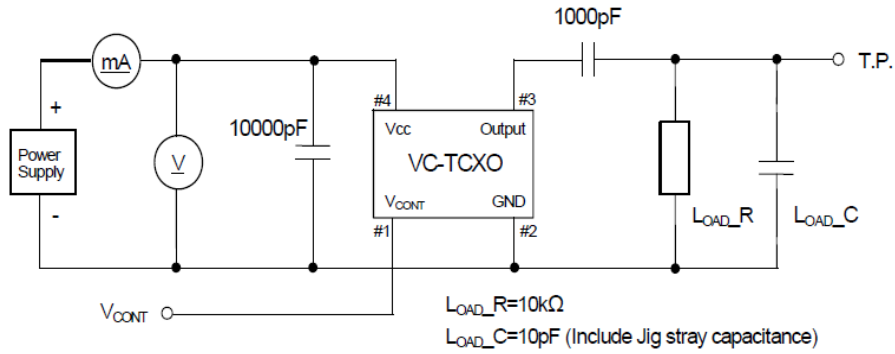 1000pF
mA
T.P.
#4
#3
+
10000pF
Vcc
Output
Power
Supply
V
VC-TCXO
-
VCONT
GND
#1
#2
LOAD_R
LOAD_C
VCONT
LOAD_R=10kΩ
LOAD_C=10pF (Include Jig stray capacitance)